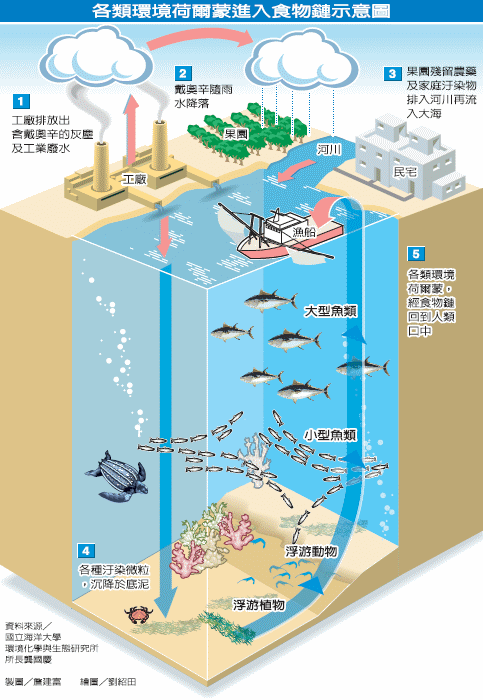 各類環境荷爾蒙進入食物鏈示意圖
1
工廠排放出
含戴奧辛的灰塵
及工業廢水
2
戴奧辛隨雨
水降落
3
果園殘留農藥
及家庭汙染物
排入河川再流
入大海
果園
河川
民宅
工廠
漁船
5
各類環境
荷爾蒙，
經食物鏈
回到人類
口中
大型魚類
小型魚類
4
各種汙染微粒，
沉降於底泥
浮游動物
浮游植物
資料來源／
國立海洋大學
環境化學與生態研究所
所長龔國慶
製圖／詹建富 繪圖／劉紹田